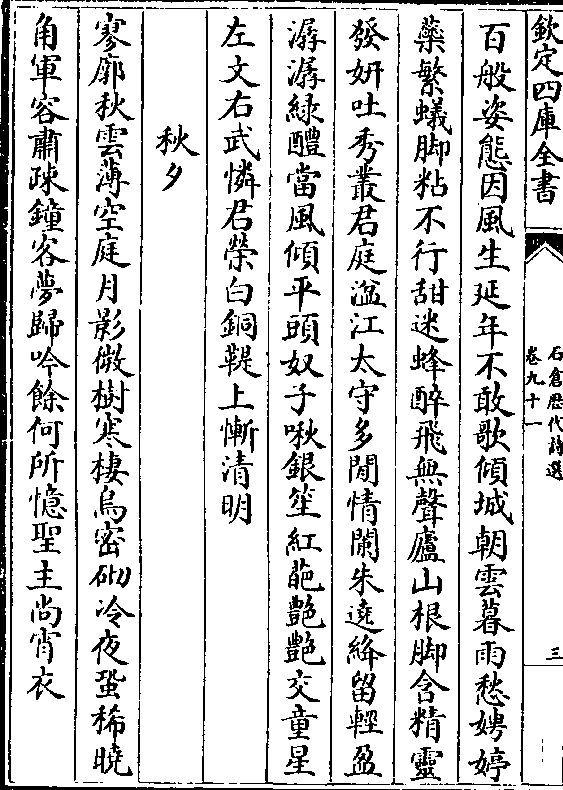 欽定四庫全書
石倉歷代詩選
卷九十一
三
百般姿態因風生延年不敢歌傾城朝雲暮雨愁娉婷
蘂繁蟻脚粘不行甜迷蜂醉飛無聲廬山根脚含精靈
發妍吐秀叢君庭湓江太守多閒情闌朱遶絳留輕盈
潺潺緑醴當風傾平頭奴子啾銀笙紅葩艷艷交童星
左文右武憐君榮白銅鞮上慚清明
秋夕
寥廓秋雲薄空庭月影微樹寒棲烏密砌冷夜蛩稀曉
角軍容肅疎鐘客夢歸吟餘何所憶聖主尚宵衣